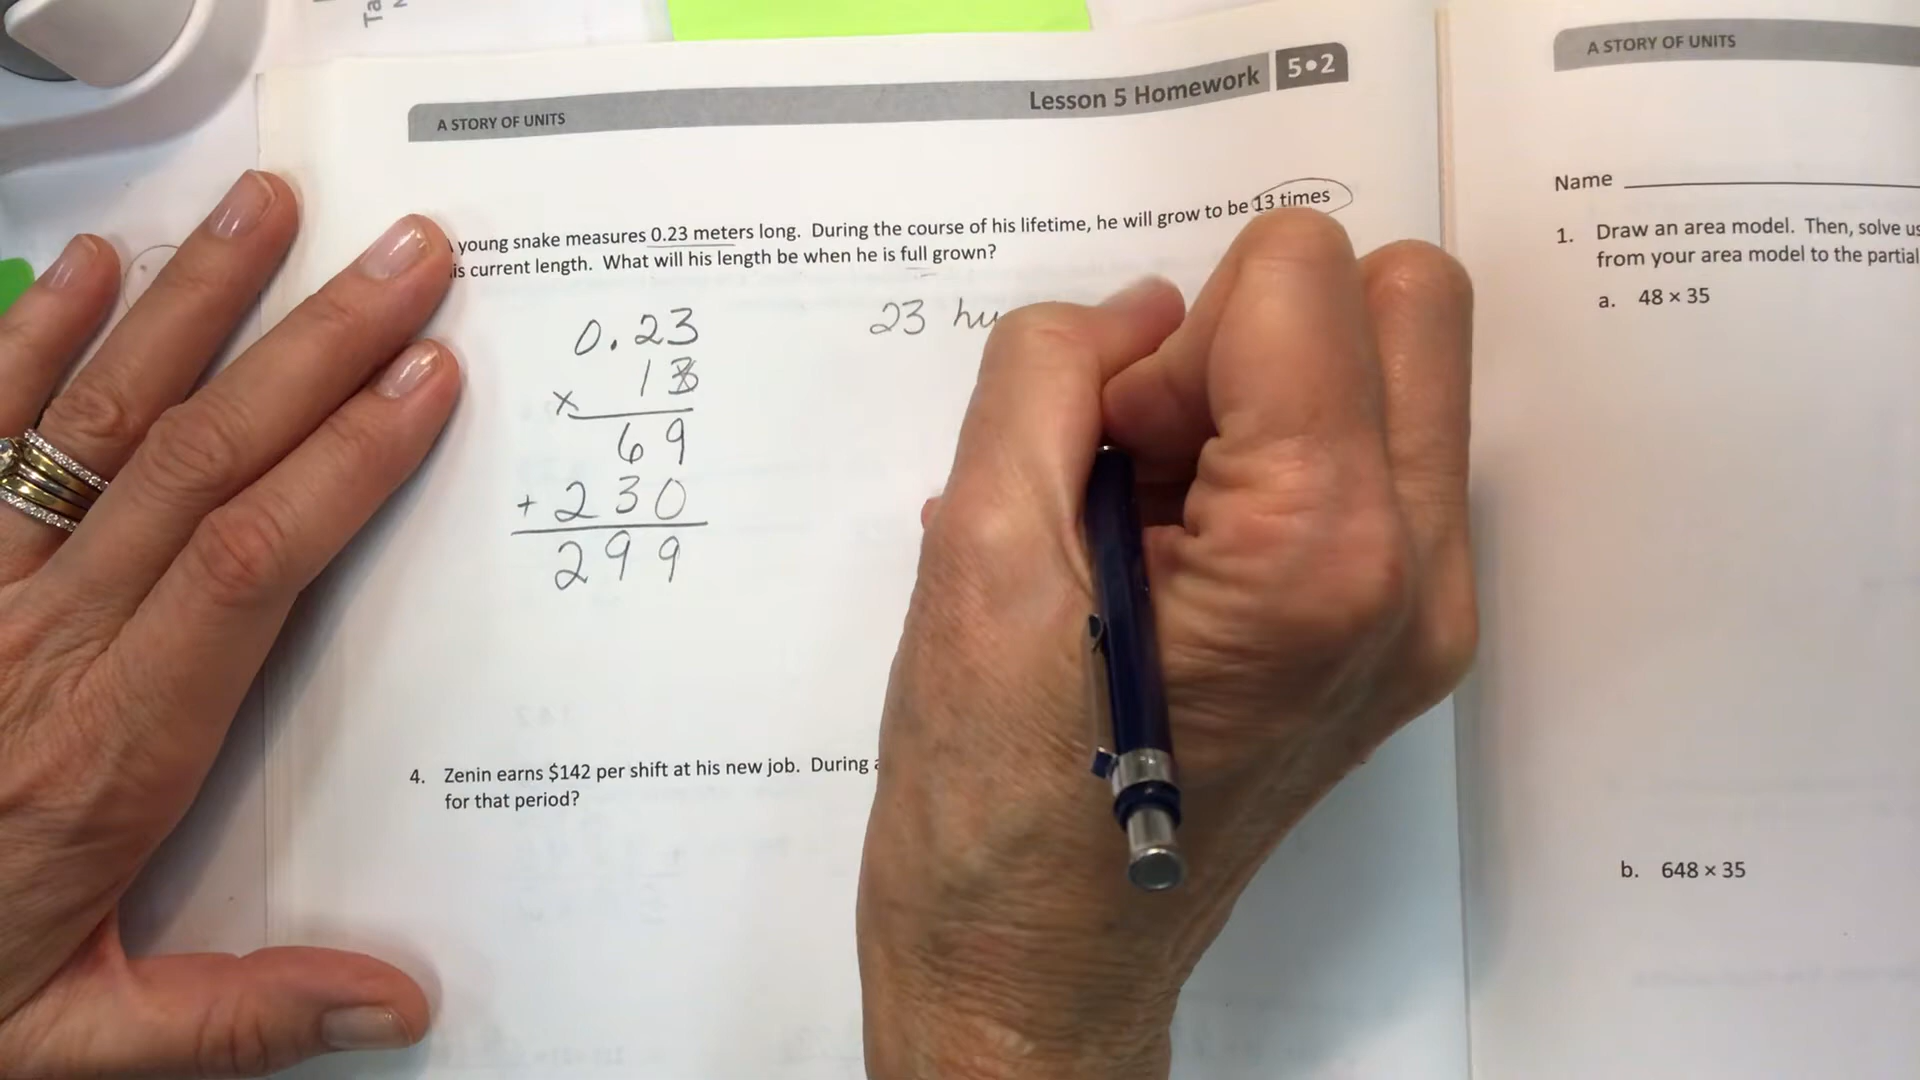 A STORY OF UNITS
Lesson 5 Homework 5•2
young snake measures 0.23 meters long. During the course of his lifetime, he will grow to be 13 times
is current length. What will his length be when he is full grown?
0.23
x 13
69
+ 230
299
23 hu
4. Zenin earns $142 per shift at his new job. During
for that period?
A STORY OF UNITS
Name
1. Draw an area model. Then, solve
from your area model to the partial
a. 48 × 35
b. 648 × 35